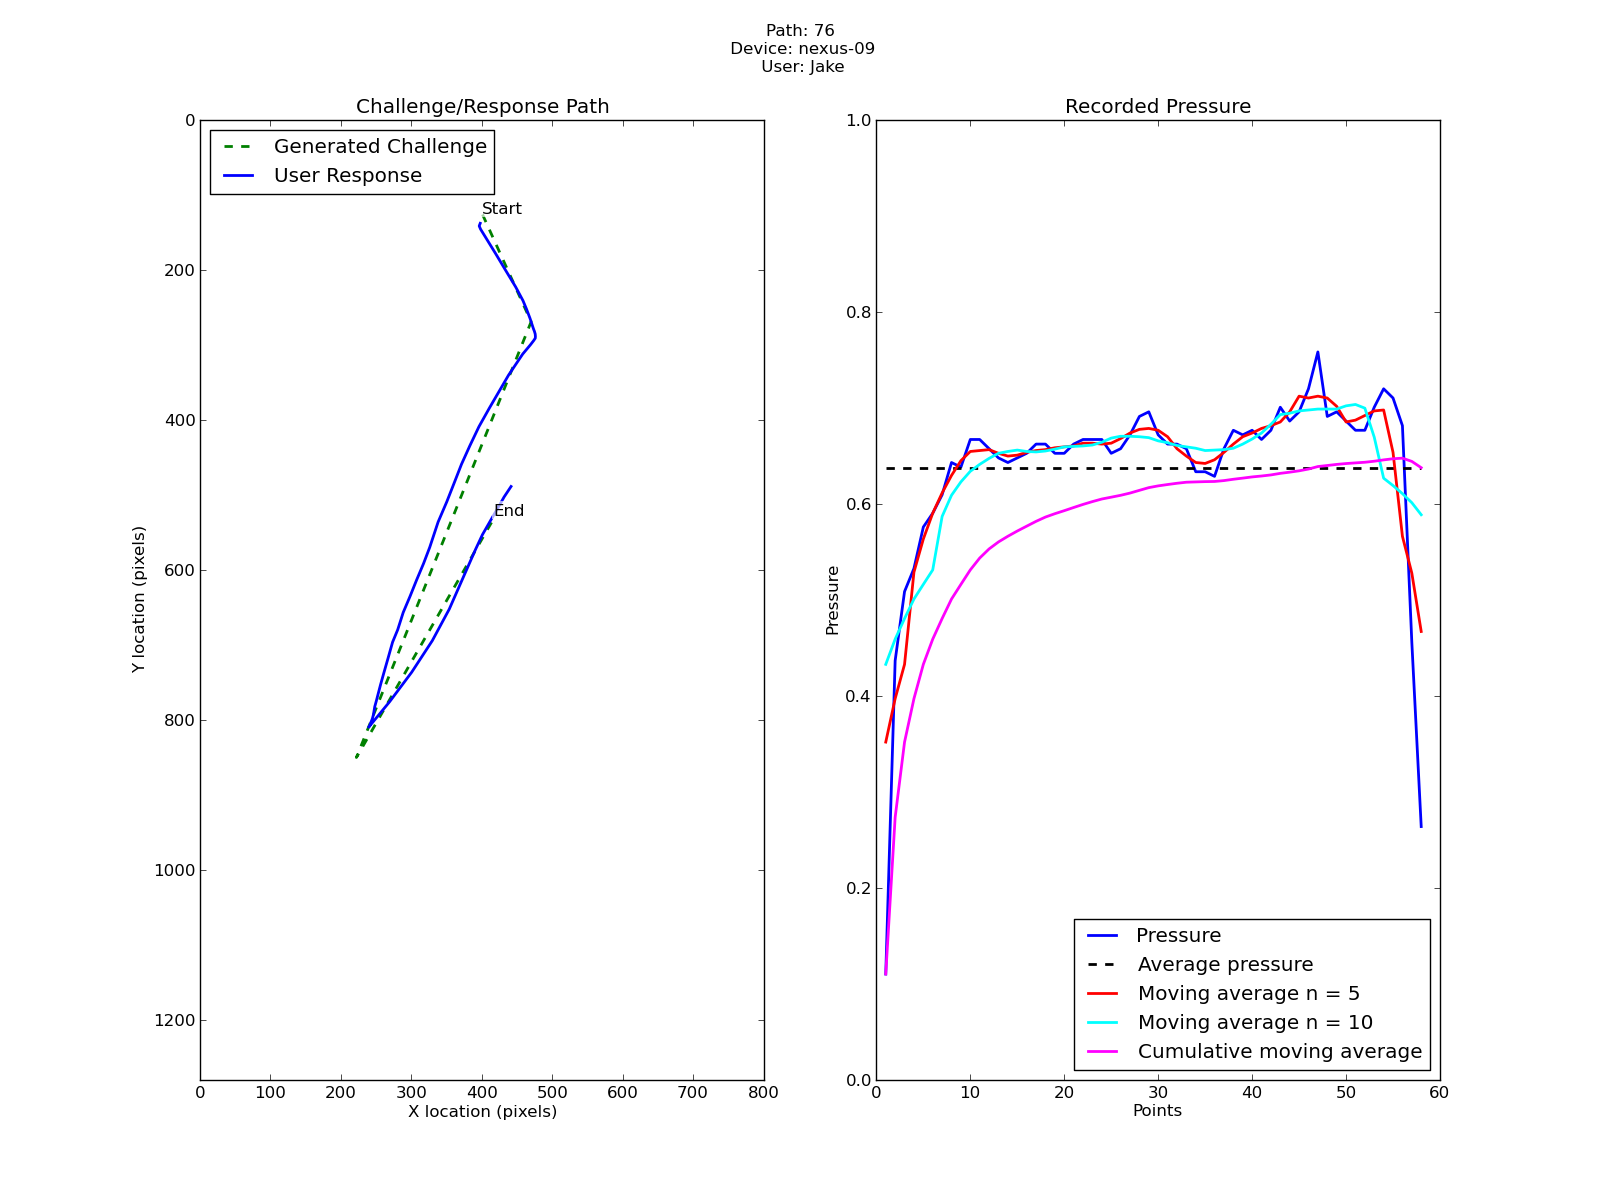 Path: 76
Device: nexus-09
User: Jake
Challenge/Response Path
Generated Challenge
User Response
Start
End
0
200
400
600
800
1000
1200
Y location (pixels)
0 100 200 300 400 500 600 700 800
X location (pixels)
Recorded Pressure
1.0
0.8
0.6
0.4
0.2
0.0
Pressure
Pressure
Average pressure
Moving average n = 5
Moving average n = 10
Cumulative moving average
0 10 20 30 40 50 60
Points